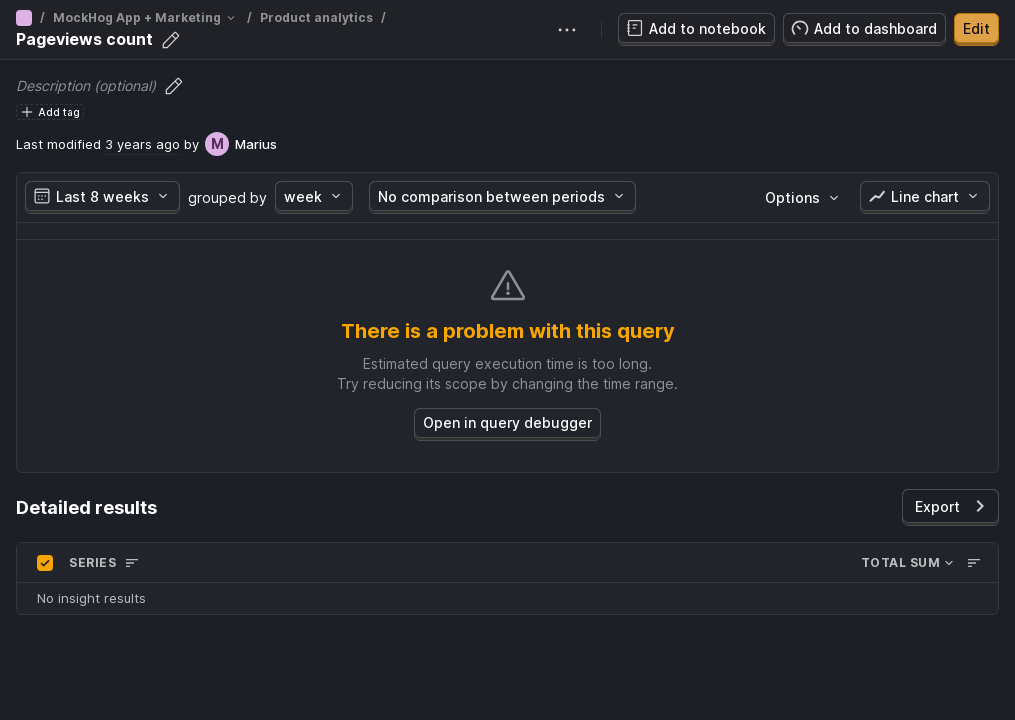 / MockHog App + Marketing / Product analytics /
Pageviews count
Add to notebook
Add to dashboard
Edit
Description (optional)
Add tag
Last modified 3 years ago by M Marius
Last 8 weeks grouped by week No comparison between periods Options Line chart
There is a problem with this query
Estimated query execution time is too long.
Try reducing its scope by changing the time range.
Open in query debugger
Detailed results
Export
SERIES TOTAL SUM
No insight results